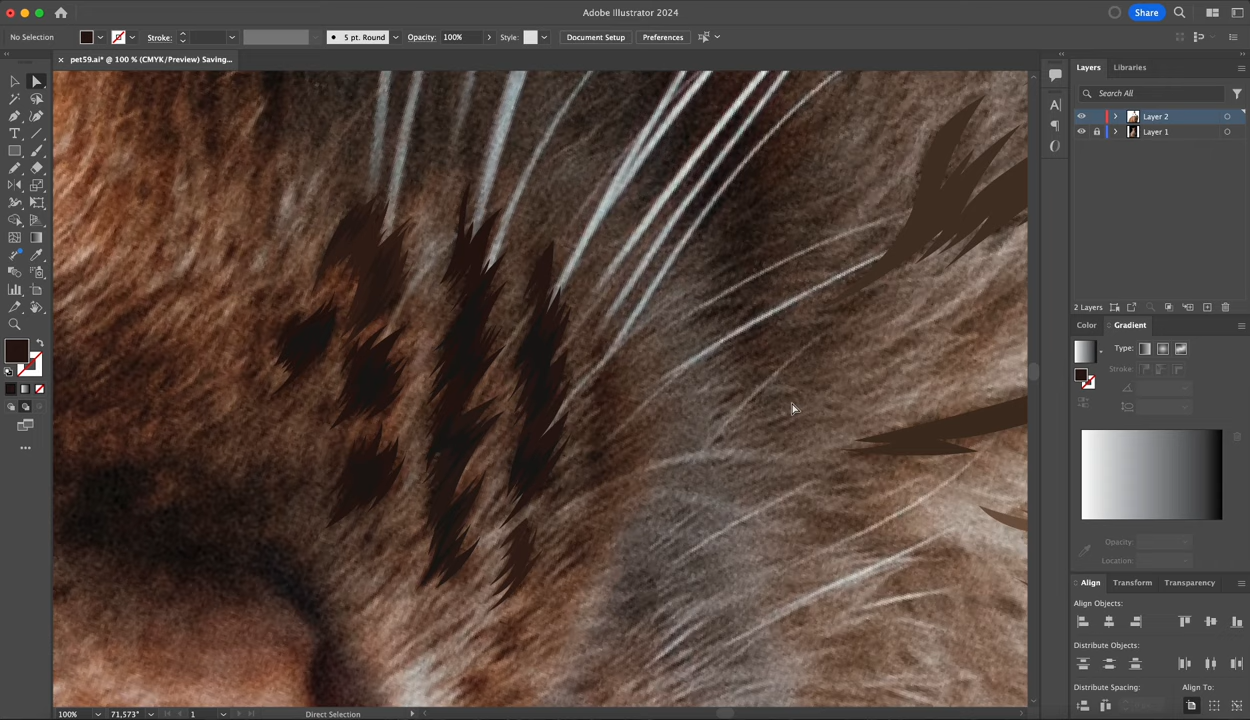 Adobe Illustrator 2024
Share
No Selection
Stroke:
5 pt. Round
Opacity:
100%
Style:
Document Setup
Preferences
pet59.ai* @ 100 % (CMYK/Preview) Saving...
Layers
Libraries
Search All
Layer 2
Layer 1
2 Layers
Color
Gradient
Type:
Stroke:
Opacity:
Location:
Align
Transform
Transparency
Align Objects:
Distribute Objects:
Distribute Spacing:
Align To:
100%
71,573°
1
Direct Selection